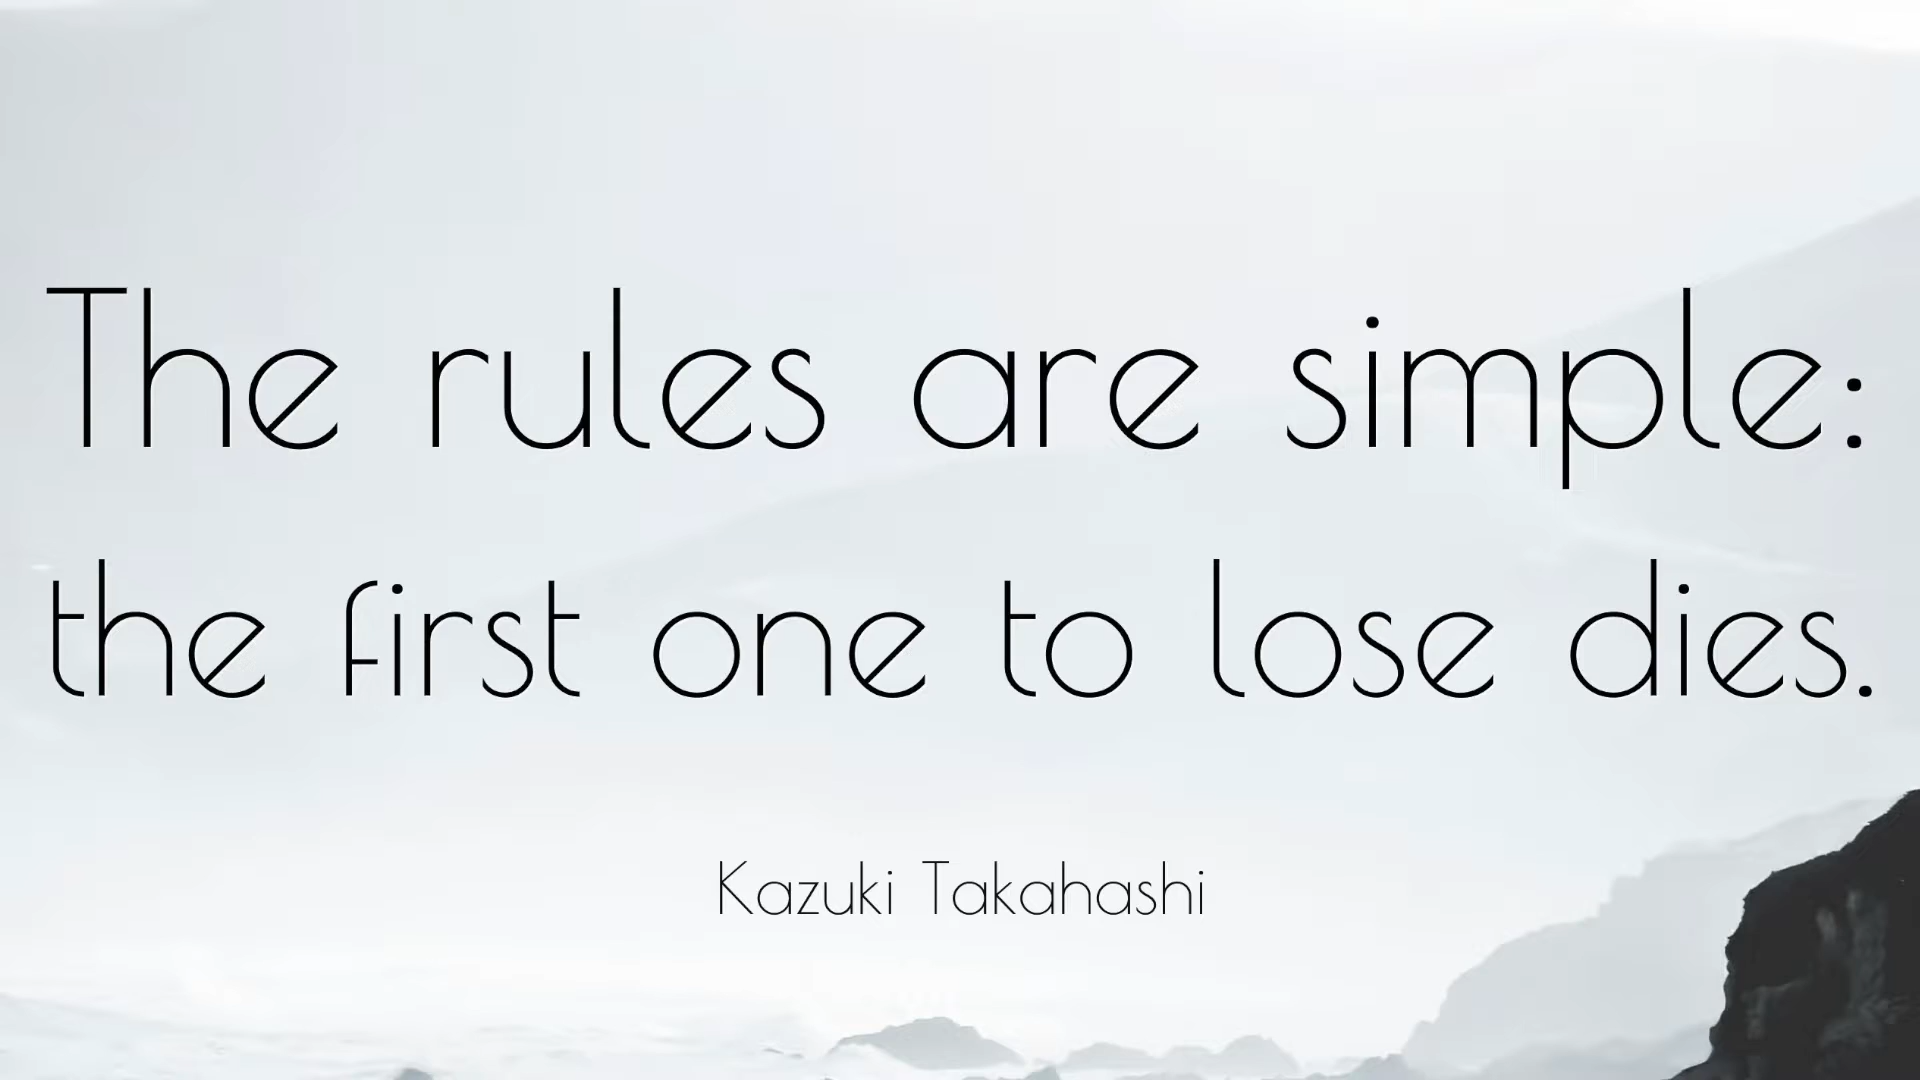 The rules are simple:
the first one to lose dies.
Kazuki Takahashi